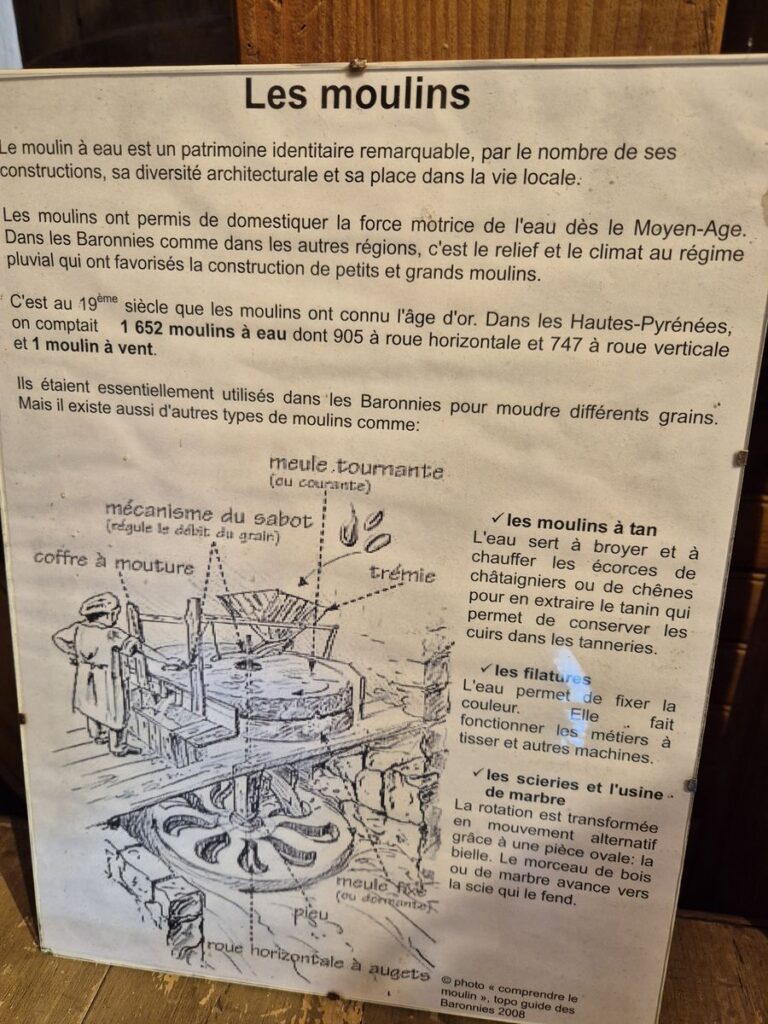 Les moulins
Le moulin à eau est un patrimoine identitaire remarquable, par le nombre de ses
constructions, sa diversité architecturale et sa place dans la vie locale.
Les moulins ont permis de domestiquer la force motrice de l'eau dès le Moyen-Age.
Dans les Baronnies comme dans les autres régions, c'est le relief et le climat au régime
pluvial qui ont favorisés la construction de petits et grands moulins.
C'est au 19ème siècle que les moulins ont connu l'âge d'or. Dans les Hautes-Pyrénées,
on comptait 1 652 moulins à eau dont 905 à roue horizontale et 747 à roue verticale
et 1 moulin à vent.
Ils étaient essentiellement utilisés dans les Baronnies pour moudre différents grains.
Mais il existe aussi d'autres types de moulins comme:
meule tournante
(ou courante)
mécanisme du sabot
(régule le débit du grain)
coffre à mouture
trémie
meule fixe
(ou dormante)
pieu
roue horizontale à augets
✓les moulins à tan
L'eau sert à broyer et à
chauffer les écorces de
châtaigniers ou de chênes
pour en extraire le tanin qui
permet de conserver les
cuirs dans les tanneries.
✓les filatures
L'eau permet de fixer la
couleur. Elle fait
fonctionner les métiers à
tisser et autres machines.
✓les scieries et l'usine
de marbre
La rotation est transformée
en mouvement alternatif
grâce à une pièce ovale: la
bielle. Le morceau de bois
ou de marbre avance vers
la scie qui le fend.
© photo « comprendre le
moulin », topo guide des
Baronnies 2008